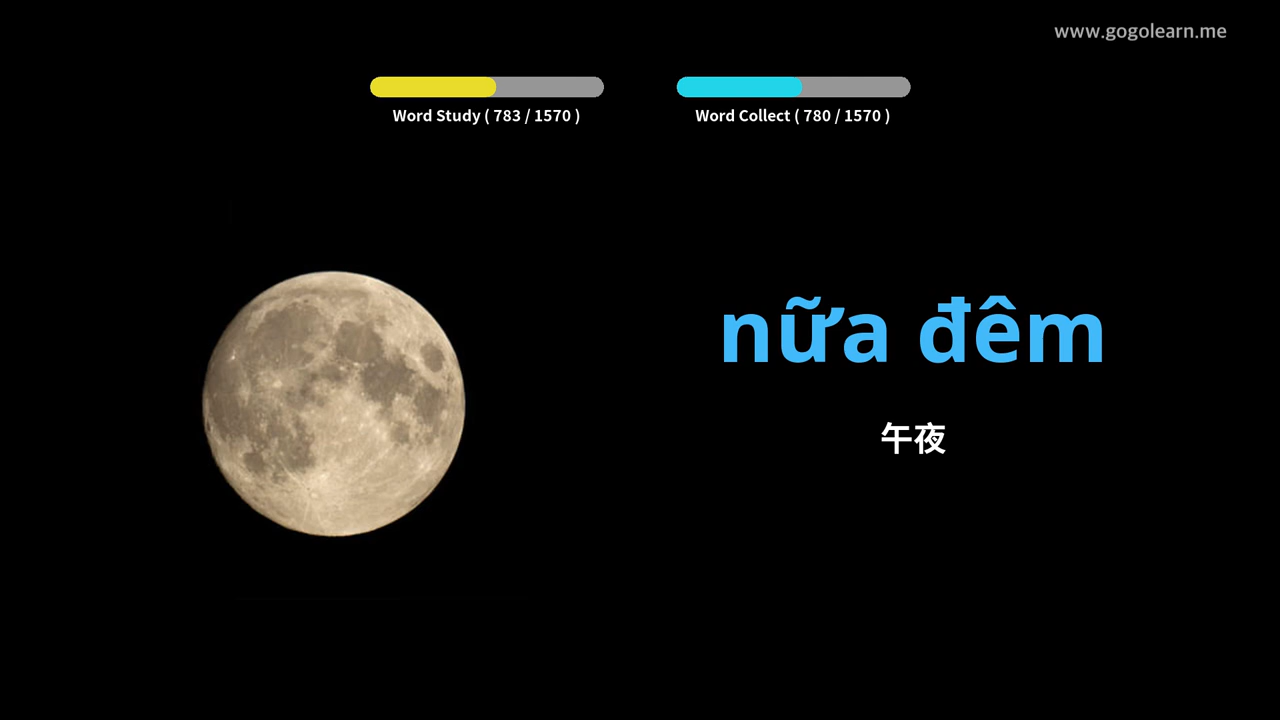 www.gogolearn.me
Word Study ( 783 / 1570 )
Word Collect ( 780 / 1570 )
nữa đêm
午夜